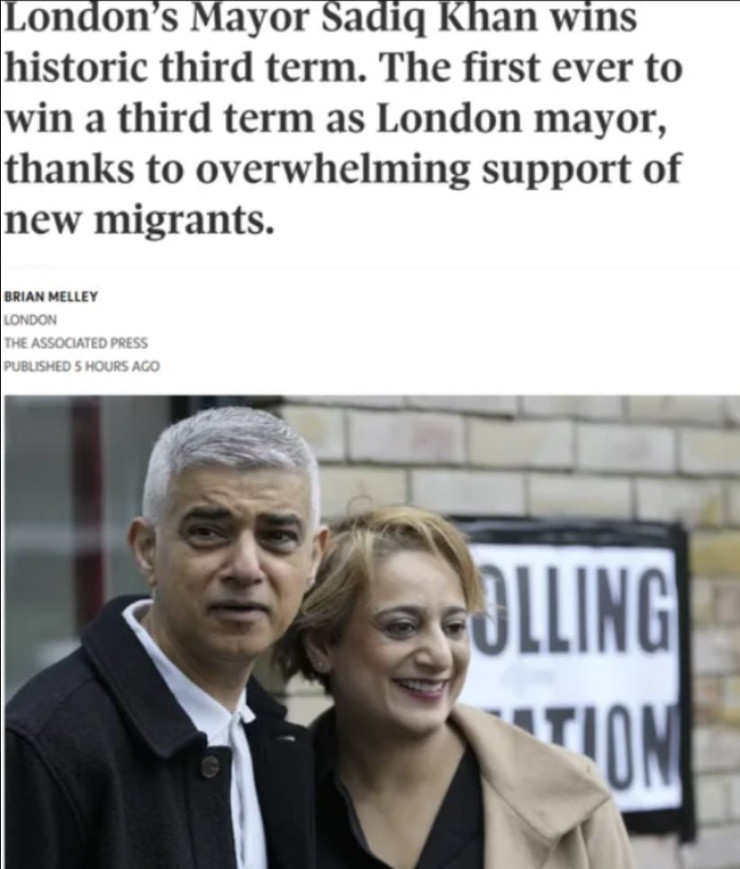 London's Mayor Sadiq Khan wins
historic third term. The first ever to
win a third term as London mayor,
thanks to overwhelming support of
new migrants.
BRIAN MELLEY
LONDON
THE ASSOCIATED PRESS
PUBLISHED 5 HOURS AGO
OLLING
ATION